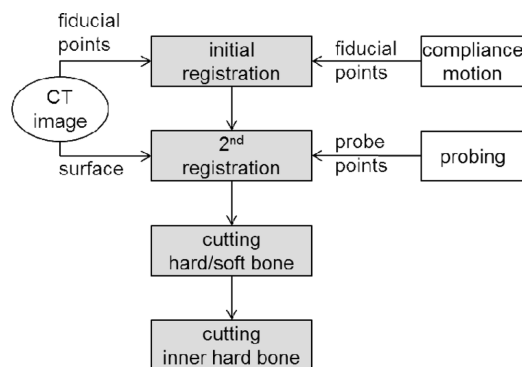 fiducial
points
initial
registration
fiducial
points
compliance
motion
CT
image
surface
2nd
registration
probe
points
probing
cutting
hard/soft bone
cutting
inner hard bone